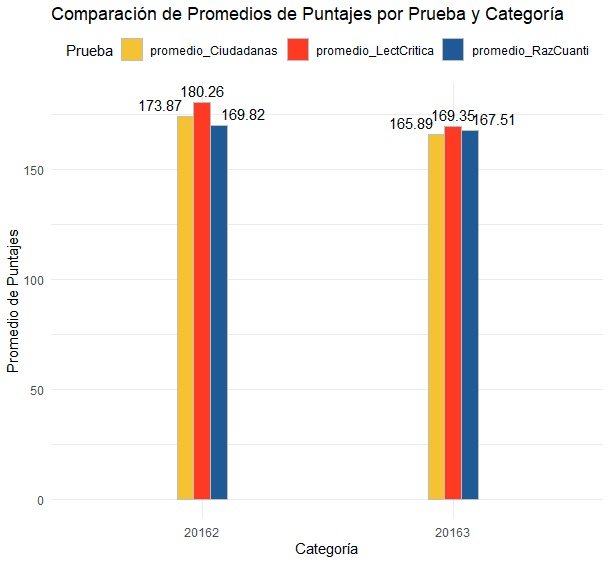 Comparación de Promedios de Puntajes por Prueba y Categoría
Prueba promedio_Ciudadanas promedio_LectCritica promedio_RazCuanti
180.26
173.87
169.82
169.35
165.89
167.51
150
100
50
0
Promedio de Puntajes
20162 20163
Categoría